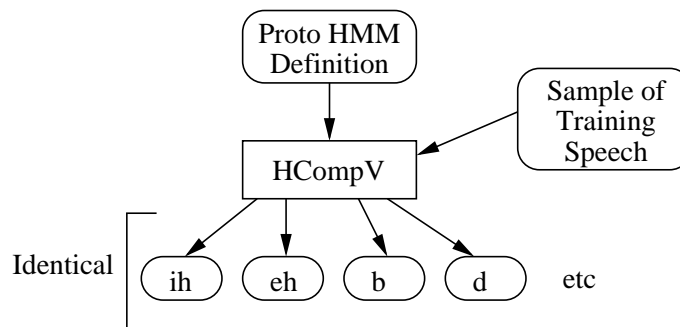 Proto HMM
Definition
Sample of
Training
Speech
HCompV
Identical
ih eh b d etc